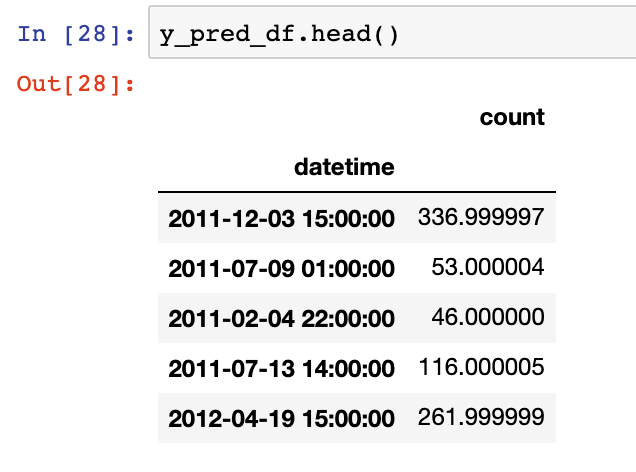 In [28]: y_pred_df.head()
Out[28]:
count
datetime
2011-12-03 15:00:00 336.999997
2011-07-09 01:00:00 53.000004
2011-02-04 22:00:00 46.000000
2011-07-13 14:00:00 116.000005
2012-04-19 15:00:00 261.999999